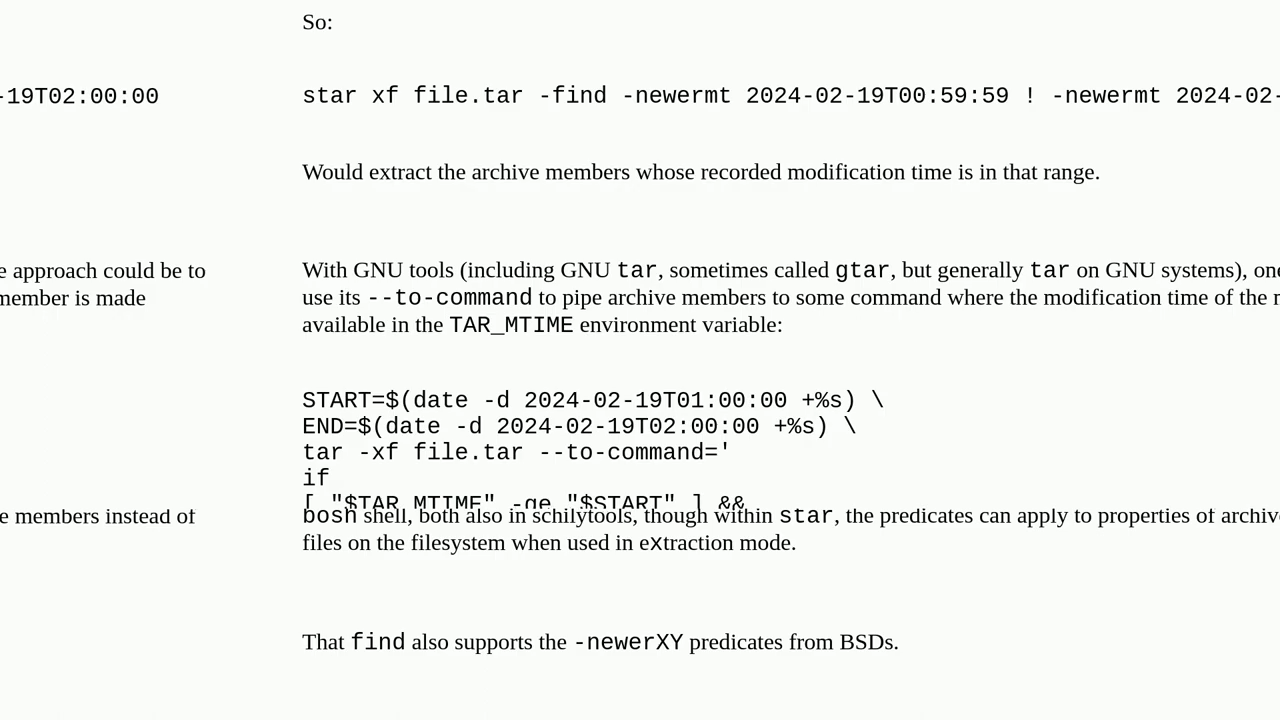 So:
-19T02:00:00
star xf file.tar -find -newermt 2024-02-19T00:59:59 ! -newermt 2024-02-
Would extract the archive members whose recorded modification time is in that range.
e approach could be to
member is made
With GNU tools (including GNU tar, sometimes called gtar, but generally tar on GNU systems), one
use its --to-command to pipe archive members to some command where the modification time of the
available in the TAR_MTIME environment variable:
START=$(date -d 2024-02-19T01:00:00 +%s) \
END=$(date -d 2024-02-19T02:00:00 +%s) \
tar -xf file.tar --to-command='
if
[ "$TAR_MTIME" -ge "$START" ] &&
e members instead of
bosh shell, both also in schilytools, though within star, the predicates can apply to properties of archiv
files on the filesystem when used in extraction mode.
That find also supports the -newerXY predicates from BSDs.